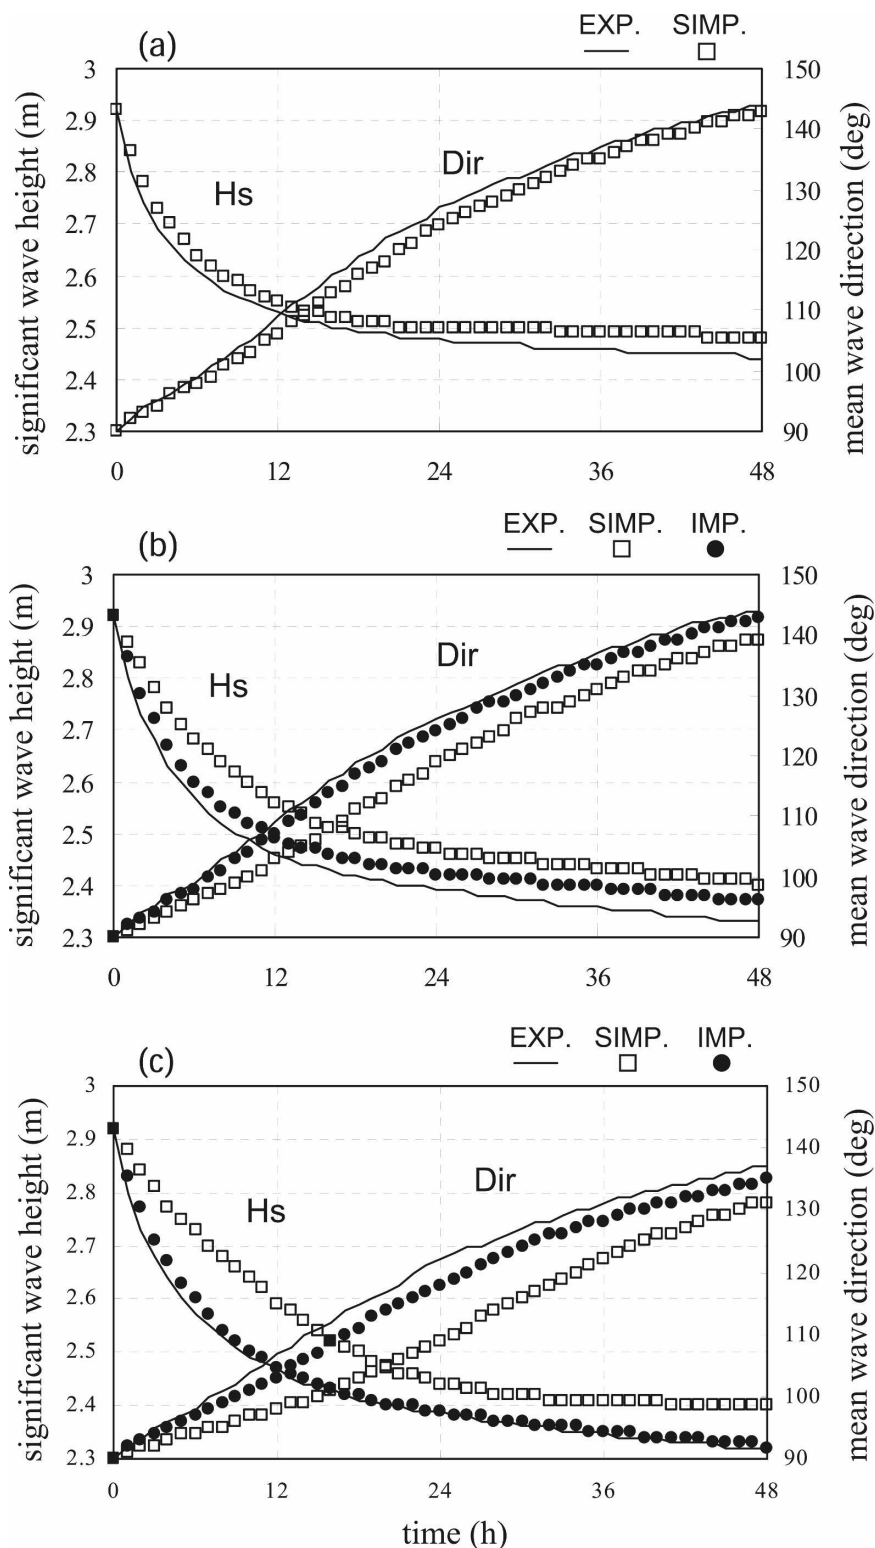 (a)
EXP. SIMP.
significant wave height (m)
3
2.9
2.8
2.7
2.6
2.5
2.4
2.3
Hs
Dir
150
140
130
120
110
100
90
mean wave direction (deg)
0 12 24 36 48
(b)
EXP. SIMP. IMP.
significant wave height (m)
3
2.9
2.8
2.7
2.6
2.5
2.4
2.3
Hs
Dir
150
140
130
120
110
100
90
mean wave direction (deg)
0 12 24 36 48
(c)
EXP. SIMP. IMP.
significant wave height (m)
3
2.9
2.8
2.7
2.6
2.5
2.4
2.3
Hs
Dir
150
140
130
120
110
100
90
mean wave direction (deg)
0 12 24 36 48
time (h)